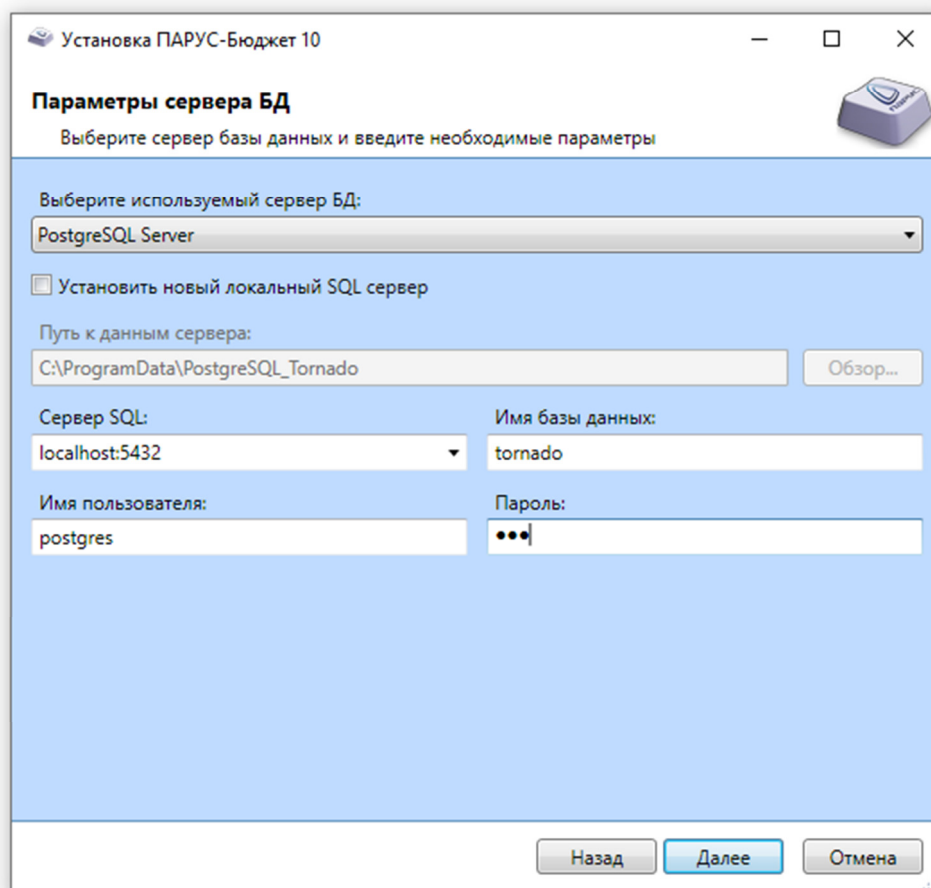 Установка ПАРУС-Бюджет 10
Параметры сервера БД
Выберите сервер базы данных и введите необходимые параметры
ПАРУС
Выберите используемый сервер БД:
PostgreSQL Server
Установить новый локальный SQL сервер
Путь к данным сервера:
C:\ProgramData\PostgreSQL_Tornado
Обзор...
Сервер SQL:
Имя базы данных:
localhost:5432
tornado
Имя пользователя:
Пароль:
postgres
•••
Назад
Далее
Отмена